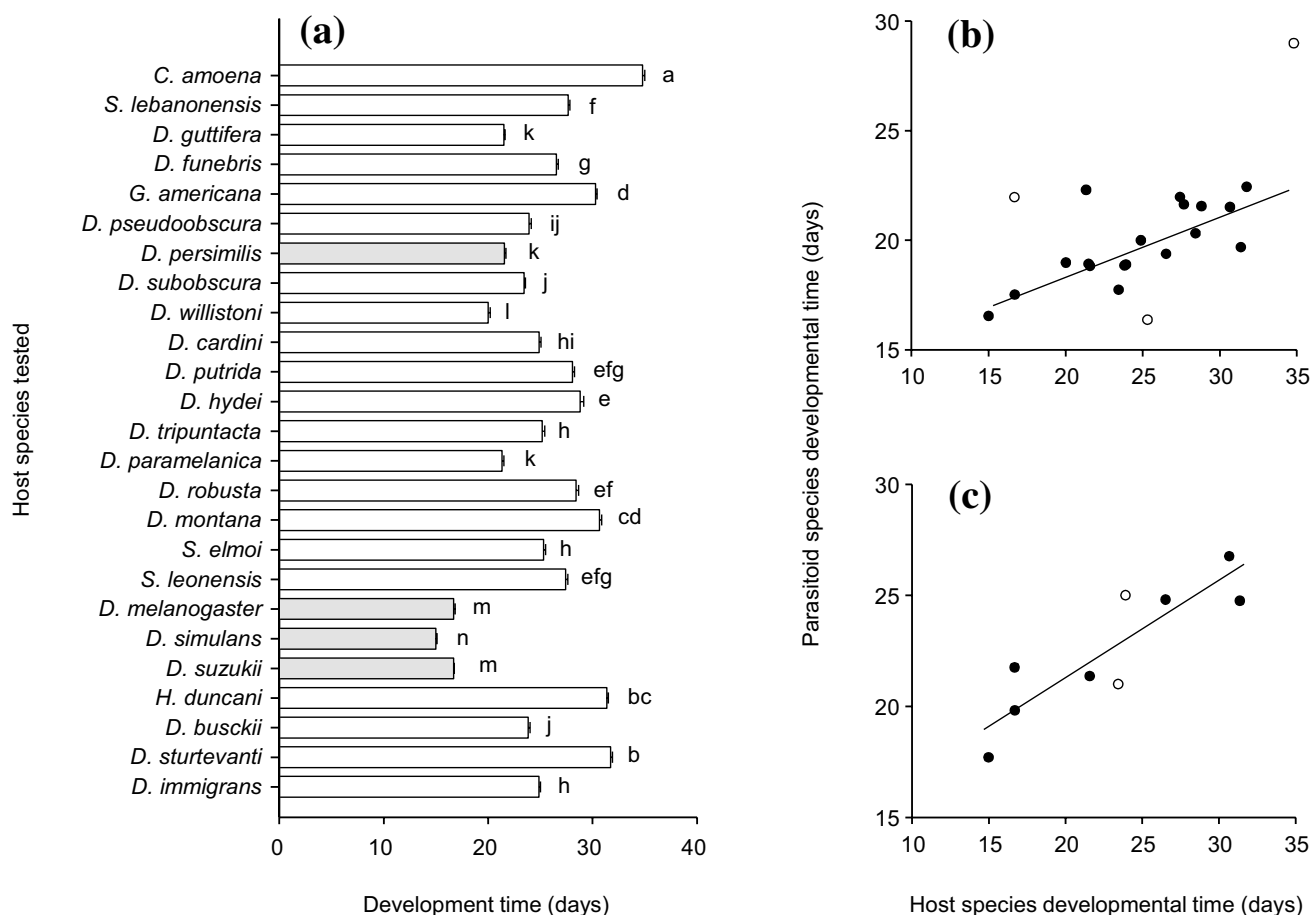 (a)
Host species tested
C. amoena a
S. lebanonensis f
D. guttifera k
D. funebris g
G. americana d
D. pseudoobscura ij
D. persimilis k
D. subobscura j
D. willistoni l
D. cardini hi
D. putrida efg
D. hydei e
D. tripuntacta h
D. paramelanica k
D. robusta ef
D. montana cd
S. elmoi h
S. leonensis efg
D. melanogaster m
D. simulans n
D. suzukii m
H. duncani bc
D. busckii j
D. sturtevanti b
D. immigrans h
0 10 20 30 40
Development time (days)
Parasitoid species developmental time (days)
(b)
30
25
20
15
10 15 20 25 30 35
(c)
30
25
20
15
10 15 20 25 30 35
Host species developmental time (days)